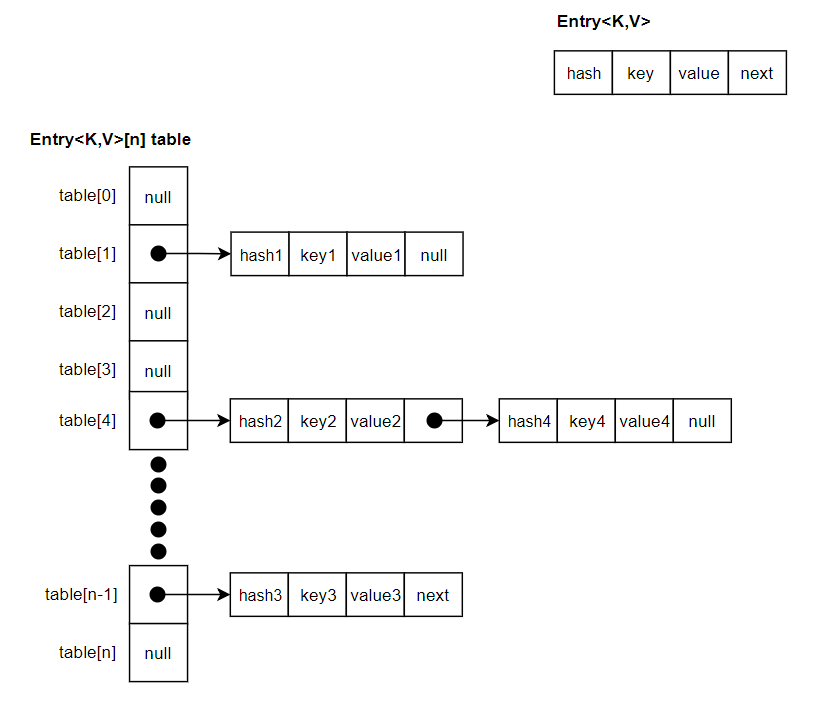 Entry<K,V>
hash key value next
Entry<K,V>[n] table
table[0] null
table[1] hash1 key1 value1 null
table[2] null
table[3] null
table[4] hash2 key2 value2 hash4 key4 value4 null
table[n-1] hash3 key3 value3 next
table[n] null